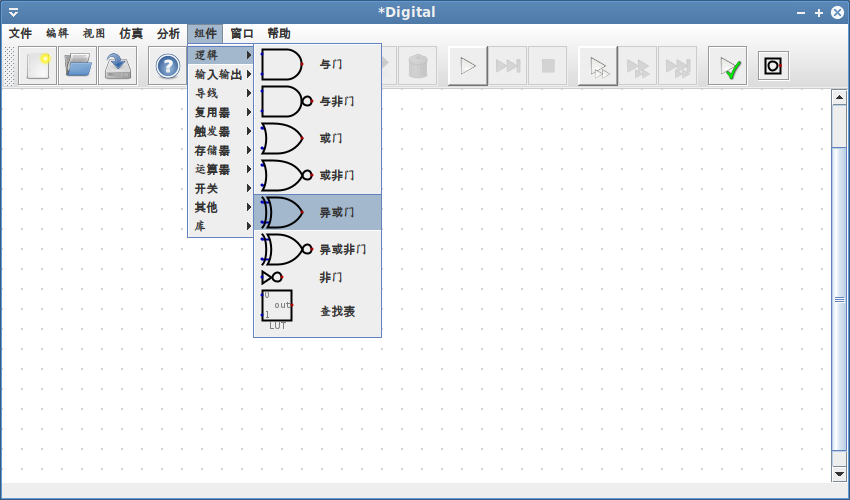 *Digital
文件 编辑 视图 仿真 分析 组件 窗口 帮助
逻辑
输入输出
导线
复用器
触发器
存储器
运算器
开关
其他
库
与门
与非门
或门
或非门
异或门
异或非门
非门
0
out
1
LUT
查找表